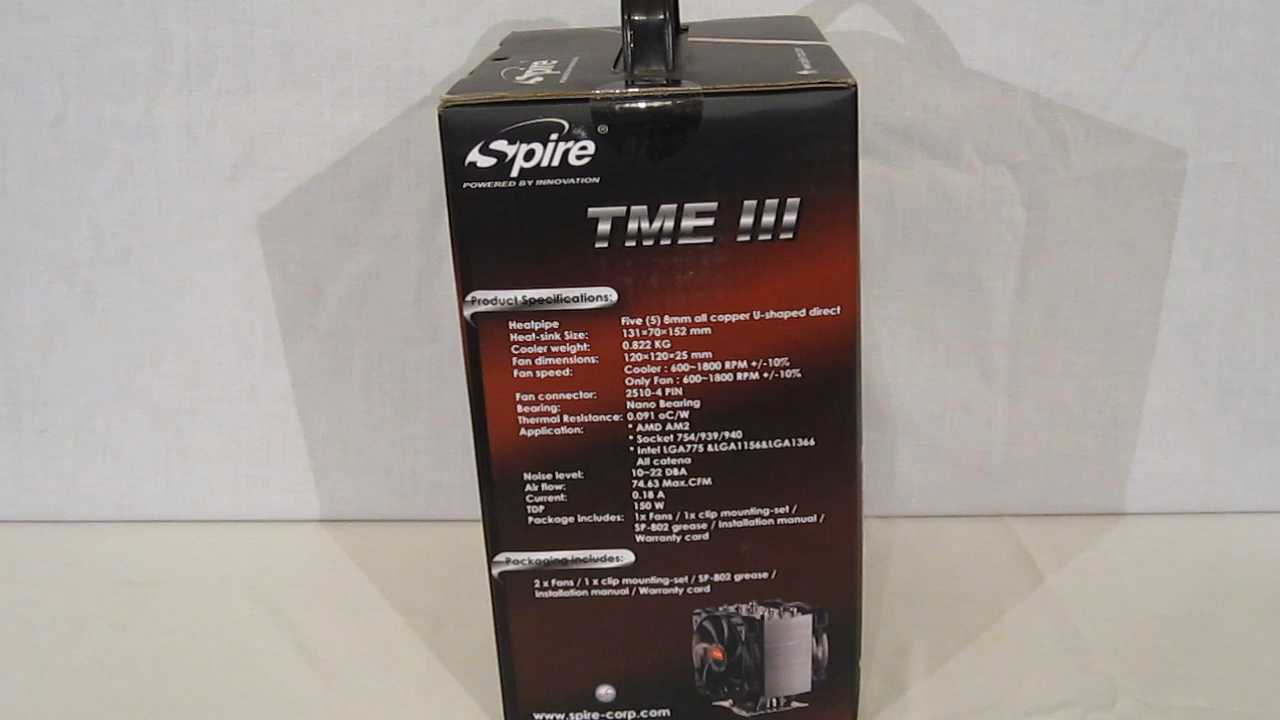 Spire
Spire®
POWERED BY INNOVATION
TME III
Product Specifications:
Heatpipe Five (5) 8mm all copper U-shaped direct
Heat-sink Size: 131×70×152 mm
Cooler weight: 0.822 KG
Fan dimensions: 120×120×25 mm
Fan speed: Cooler : 600~1800 RPM +/-10%
Only Fan : 600~1800 RPM +/-10%
Fan connector: 2510-4 PIN
Bearing: Nano Bearing
Thermal Resistance: 0.091 oC/W
Application: * AMD AM2
* Socket 754/939/940
* Intel LGA775 &LGA1156&LGA1366
All catena
Noise level: 10~22 DBA
Air flow: 74.63 Max.CFM
Current: 0.18 A
TDP 150 W
Package includes: 1x Fans / 1x clip mounting-set /
SP-802 grease / Installation manual /
Warranty card
Packaging includes:
2 x Fans / 1 x clip mounting-set / SP-802 grease /
Installation manual / Warranty card
www.spire-corp.com